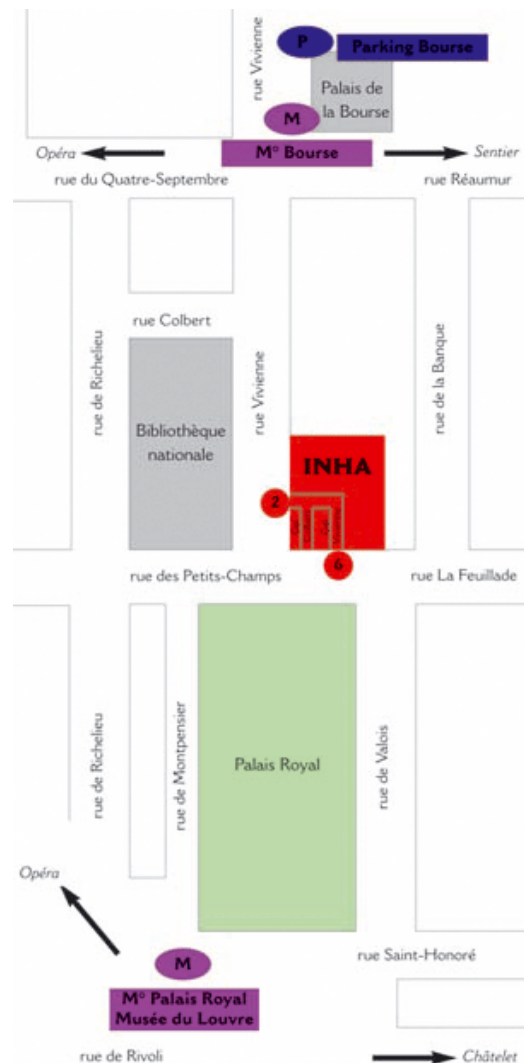 rue Vivienne
P
Parking Bourse
Palais de
la Bourse
M
M° Bourse
Opéra
Sentier
rue du Quatre-Septembre
rue Réaumur
rue Colbert
rue de Richelieu
rue Vivienne
rue de la Banque
Bibliothèque
nationale
INHA
2
6
rue des Petits-Champs
rue La Feuillade
rue de Richelieu
rue de Montpensier
Palais Royal
rue de Valois
Opéra
M
rue Saint-Honoré
M° Palais Royal
Musée du Louvre
rue de Rivoli
Châtelet